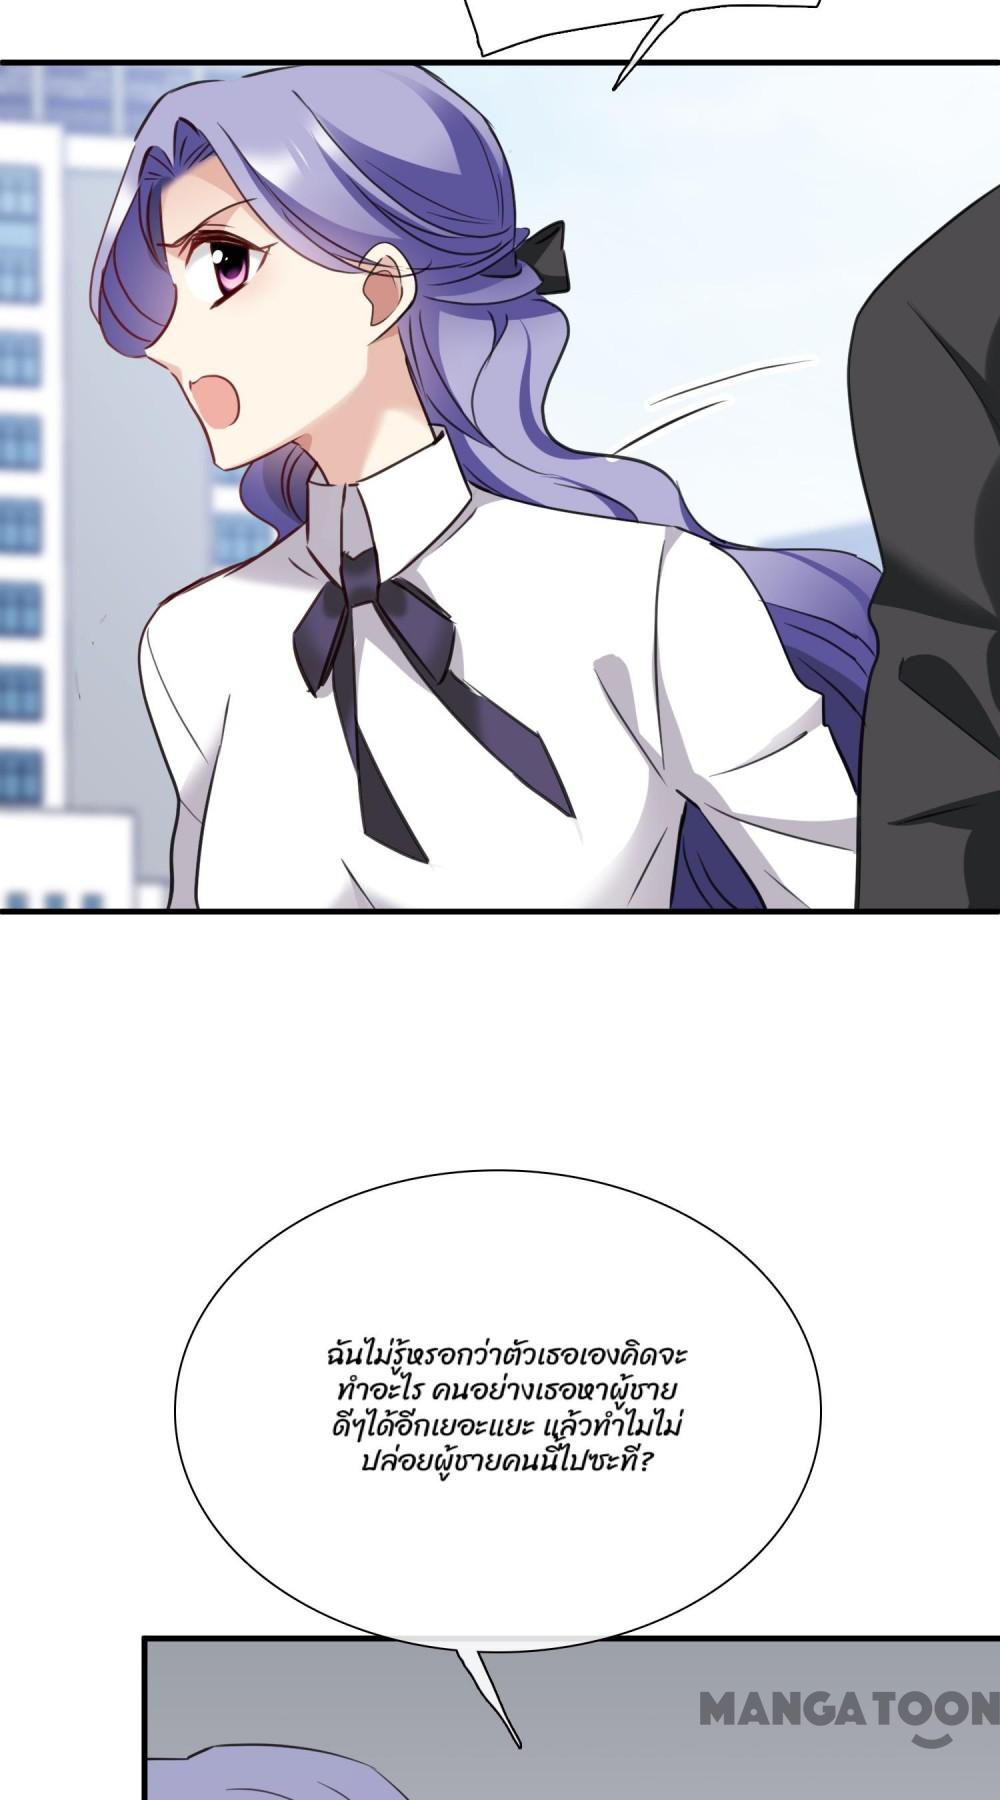 ฉันไม่รู้หรอกว่าตัวเธอเองคิดจะ
ทำอะไร คนอย่างเธอหาผู้ชาย
ดีๆได้อีกเยอะแยะ แล้วทำไมไม่
ปล่อยผู้ชายคนนี้ไปซะที?
MANGATOON